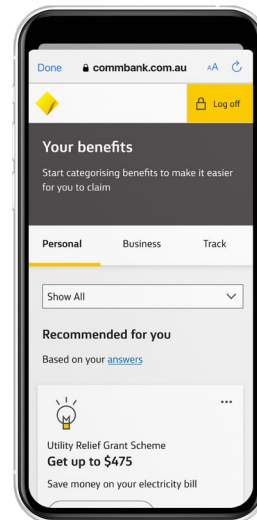 Done commbank.com.au AA
Log off
Your benefits
Start categorising benefits to make it easier
for you to claim
Personal Business Track
Show All
Recommended for you
Based on your answers
Utility Relief Grant Scheme
Get up to $475
Save money on your electricity bill